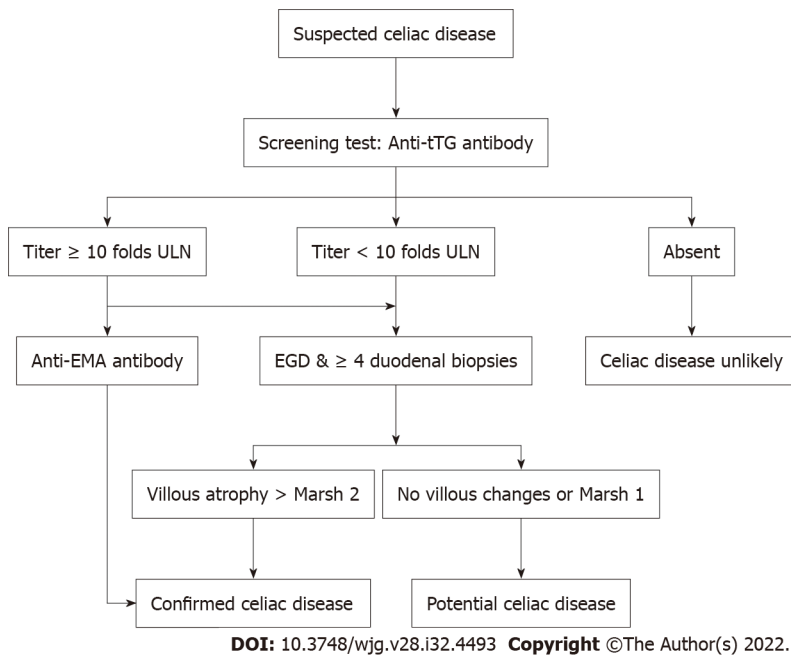 Suspected celiac disease
Screening test: Anti-tTG antibody
Titer ≥ 10 folds ULN
Titer < 10 folds ULN
Absent
Anti-EMA antibody
EGD & ≥ 4 duodenal biopsies
Celiac disease unlikely
Villous atrophy > Marsh 2
No villous changes or Marsh 1
Confirmed celiac disease
Potential celiac disease
DOI: 10.3748/wjg.v28.i32.4493 Copyright ©The Author(s) 2022.